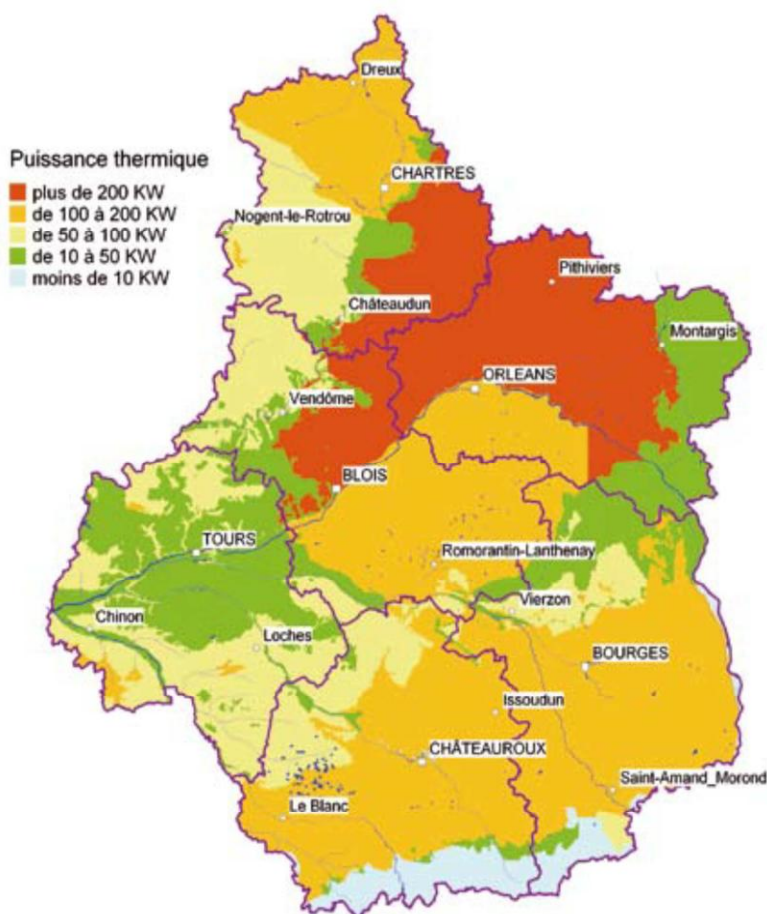 Dreux
Puissance thermique
plus de 200 KW
CHARTRES
de 100 à 200 KW
Nogent-le-Rotrou
de 50 à 100 KW
de 10 à 50 KW
Pithiviers
moins de 10 KW
Châteaudun
Montargis
ORLEANS
Vendôme
BLOIS
TOURS
Romorantin-Lanthenay
Vierzon
Chinon
Loches
BOURGES
Issoudun
CHÂTEAUROUX
Saint-Amand_Morond
Le Blanc